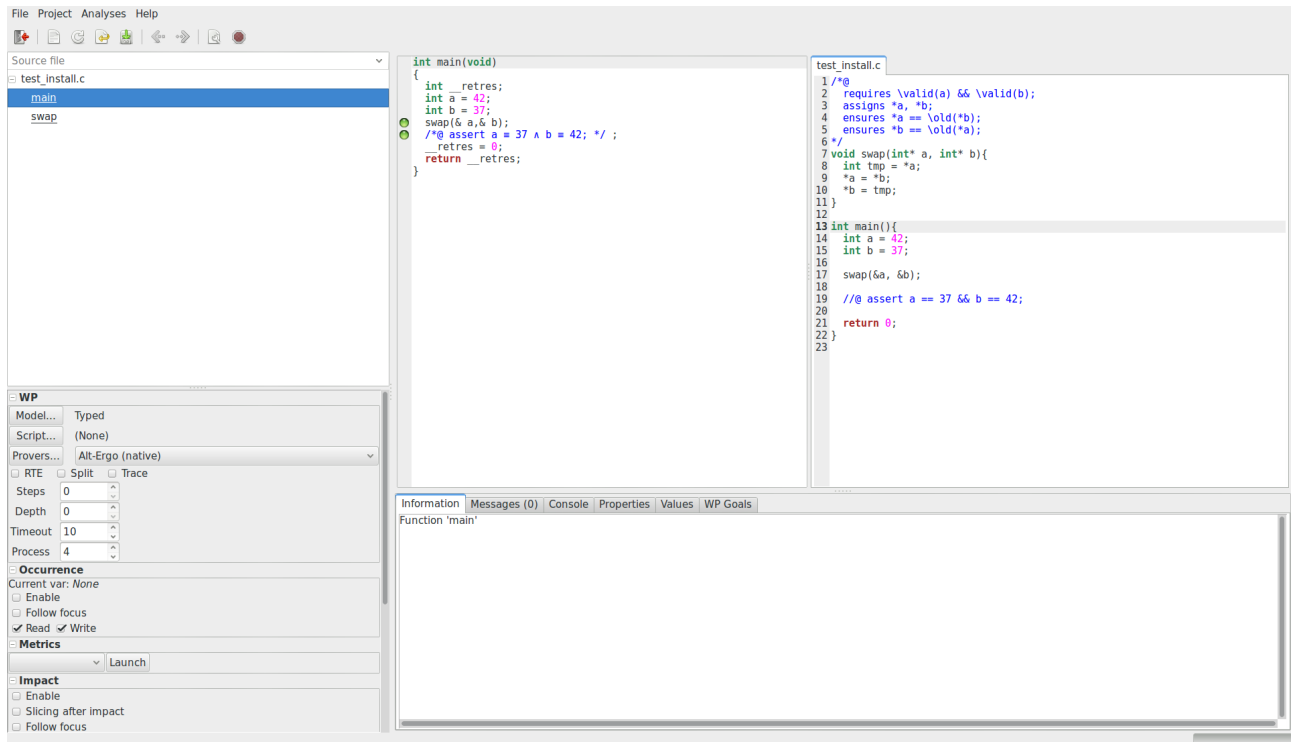 File Project Analyses Help
Source file
test_install.c
main
swap
int main(void)
{
  int __retres;
  int a = 42;
  int b = 37;
  swap(& a,& b);
  /*@ assert a ≡ 37 ∧ b ≡ 42; */ ;
  __retres = 0;
  return __retres;
}
test_install.c
1 /*@
2   requires \valid(a) && \valid(b);
3   assigns *a, *b;
4   ensures *a == \old(*b);
5   ensures *b == \old(*a);
6 */
7 void swap(int* a, int* b){
8   int tmp = *a;
9   *a = *b;
10   *b = tmp;
11 }
12
13 int main(){
14   int a = 42;
15   int b = 37;
16
17   swap(&a, &b);
18
19   //@ assert a == 37 && b == 42;
20
21   return 0;
22 }
23
WP
Model... Typed
Script... (None)
Provers... Alt-Ergo (native)
RTE Split Trace
Steps 0
Depth 0
Timeout 10
Process 4
Occurrence
Current var: None
Enable
Follow focus
Read Write
Metrics
Launch
Impact
Enable
Slicing after impact
Follow focus
Information Messages (0) Console Properties Values WP Goals
Function 'main'